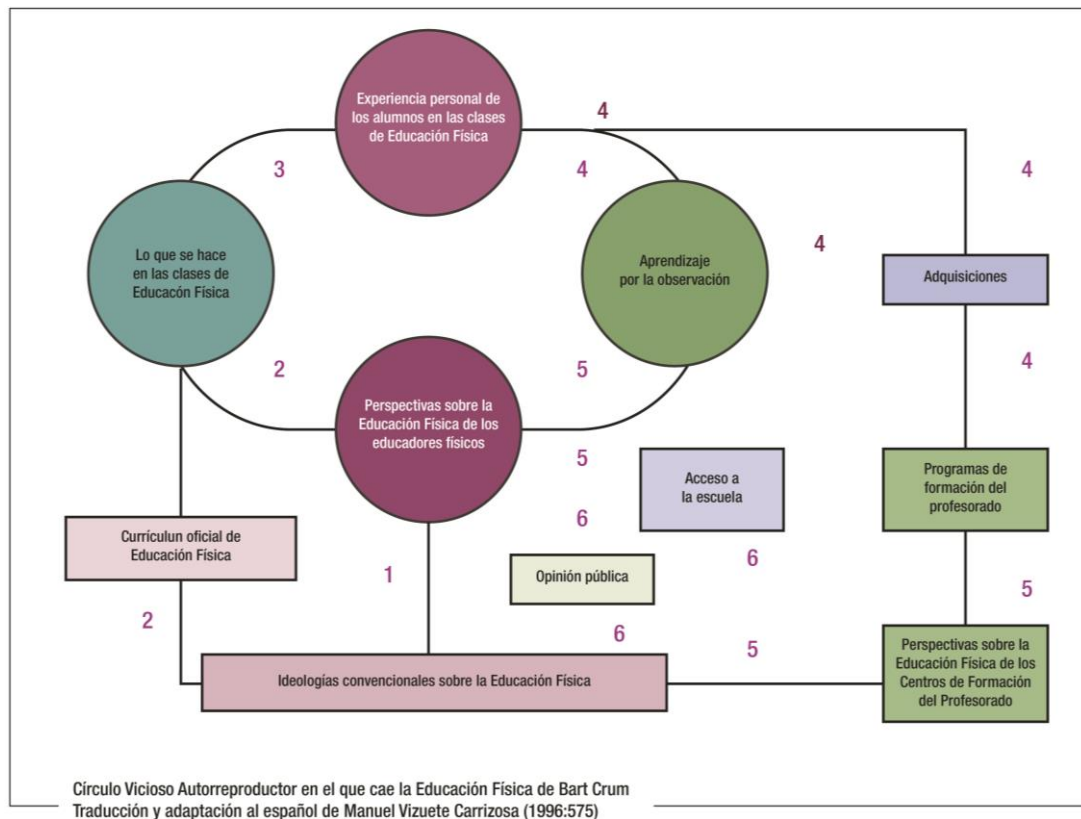 Experiencia personal de
los alumnos en las clases
de Educación Física
4
3
4
4
Lo que se hace
en las clases de
Educacón Física
Aprendizaje
por la observación
4
Adquisiciones
2
5
4
Perspectivas sobre la
Educación Física de los
educadores físicos
5
Acceso a
la escuela
Programas de
formación del
profesorado
6
Currículun oficial de
Educación Física
1
Opinión pública
6
5
2
6
5
Ideologías convencionales sobre la Educación Física
Perspectivas sobre la
Educación Física de los
Centros de Formación
del Profesorado
Círculo Vicioso Autorreproductor en el que cae la Educación Física de Bart Crum
Traducción y adaptación al español de Manuel Vizuete Carrizosa (1996:575)